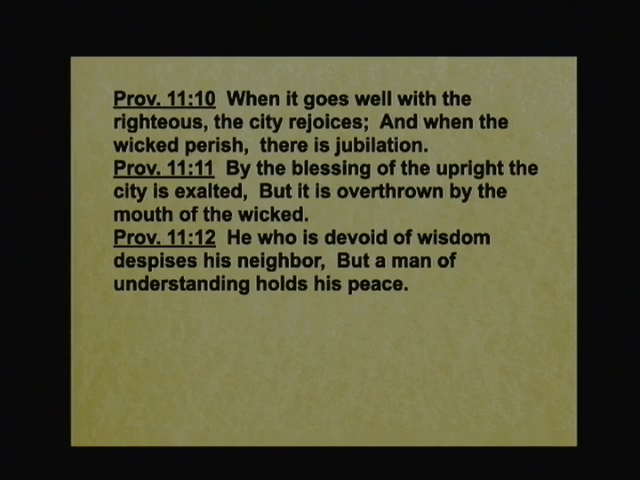 Prov. 11:10  When it goes well with the
righteous, the city rejoices;  And when the
wicked perish,  there is jubilation.
Prov. 11:11  By the blessing of the upright the
city is exalted,  But it is overthrown by the
mouth of the wicked.
Prov. 11:12  He who is devoid of wisdom
despises his neighbor,  But a man of
understanding holds his peace.